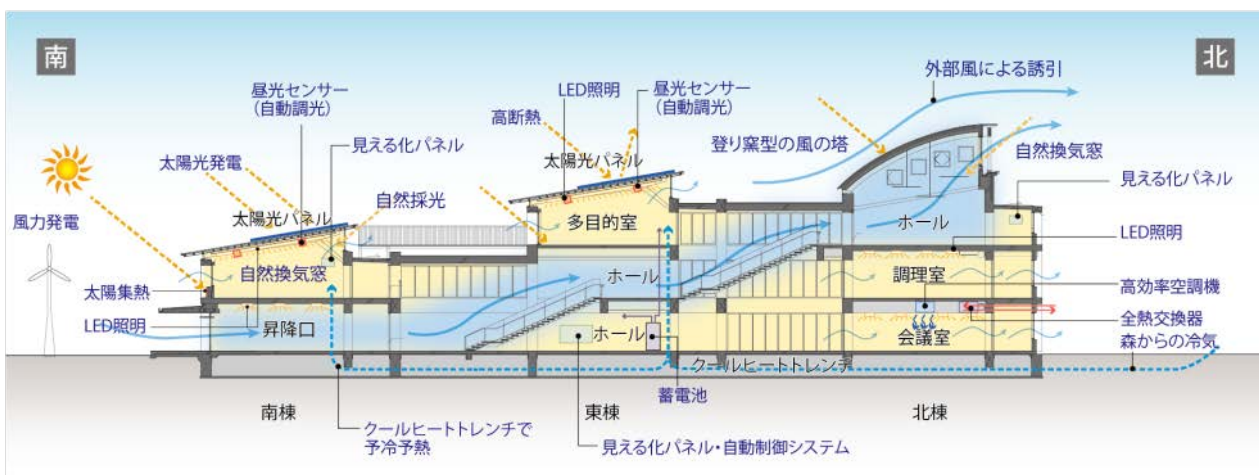 南
北
外部風による誘引
昼光センサー
(自動調光)
LED照明
昼光センサー
(自動調光)
高断熱
太陽光パネル
登り窯型の風の塔
自然換気窓
太陽光発電
見える化パネル
見える化パネル
自然採光
風力発電
太陽光パネル
多目的室
ホール
LED照明
自然換気窓
ホール
調理室
太陽集熱
高効率空調機
LED照明
昇降口
ホール
会議室
全熱交換器
森からの冷気
クールヒートトレンチ
蓄電池
南棟
クールヒートトレンチで
予冷予熱
東棟
見える化パネル・自動制御システム
北棟